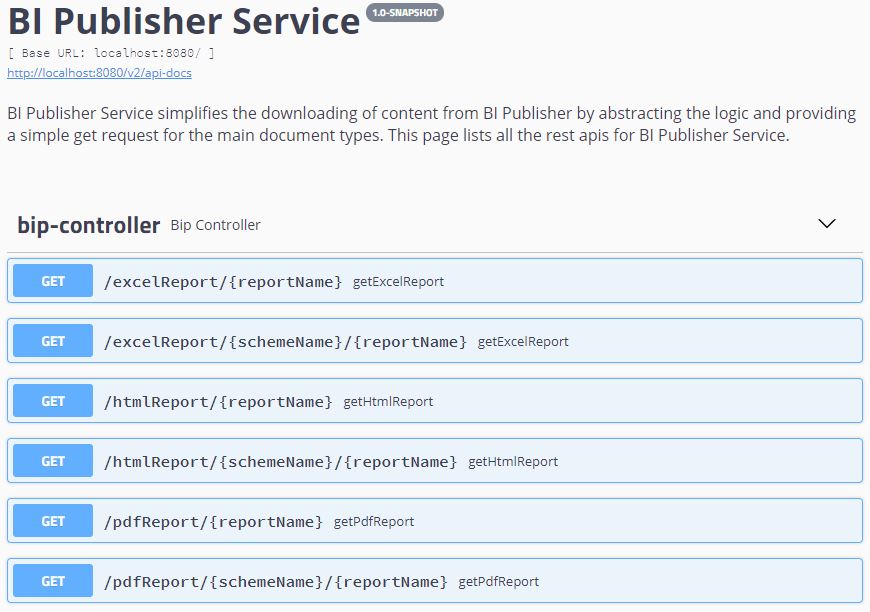 BI Publisher Service 1.0-SNAPSHOT
[ Base URL: localhost:8080/ ]
http://localhost:8080/v2/api-docs
BI Publisher Service simplifies the downloading of content from BI Publisher by abstracting the logic and providing
a simple get request for the main document types. This page lists all the rest apis for BI Publisher Service.
bip-controller Bip Controller
GET /excelReport/{reportName} getExcelReport
GET /excelReport/{schemeName}/{reportName} getExcelReport
GET /htmlReport/{reportName} getHtmlReport
GET /htmlReport/{schemeName}/{reportName} getHtmlReport
GET /pdfReport/{reportName} getPdfReport
GET /pdfReport/{schemeName}/{reportName} getPdfReport